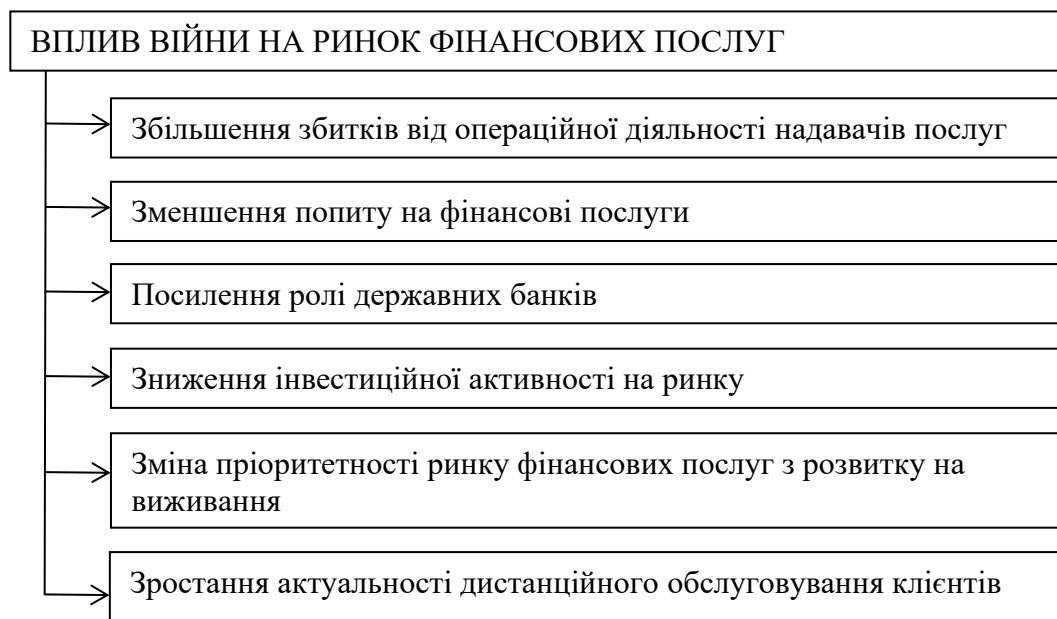 ВПЛИВ ВІЙНИ НА РИНОК ФІНАНСОВИХ ПОСЛУГ
Збільшення збитків від операційної діяльності надавачів послуг
Зменшення попиту на фінансові послуги
Посилення ролі державних банків
Зниження інвестиційної активності на ринку
Зміна пріоритетності ринку фінансових послуг з розвитку на
виживання
Зростання актуальності дистанційного обслуговування клієнтів